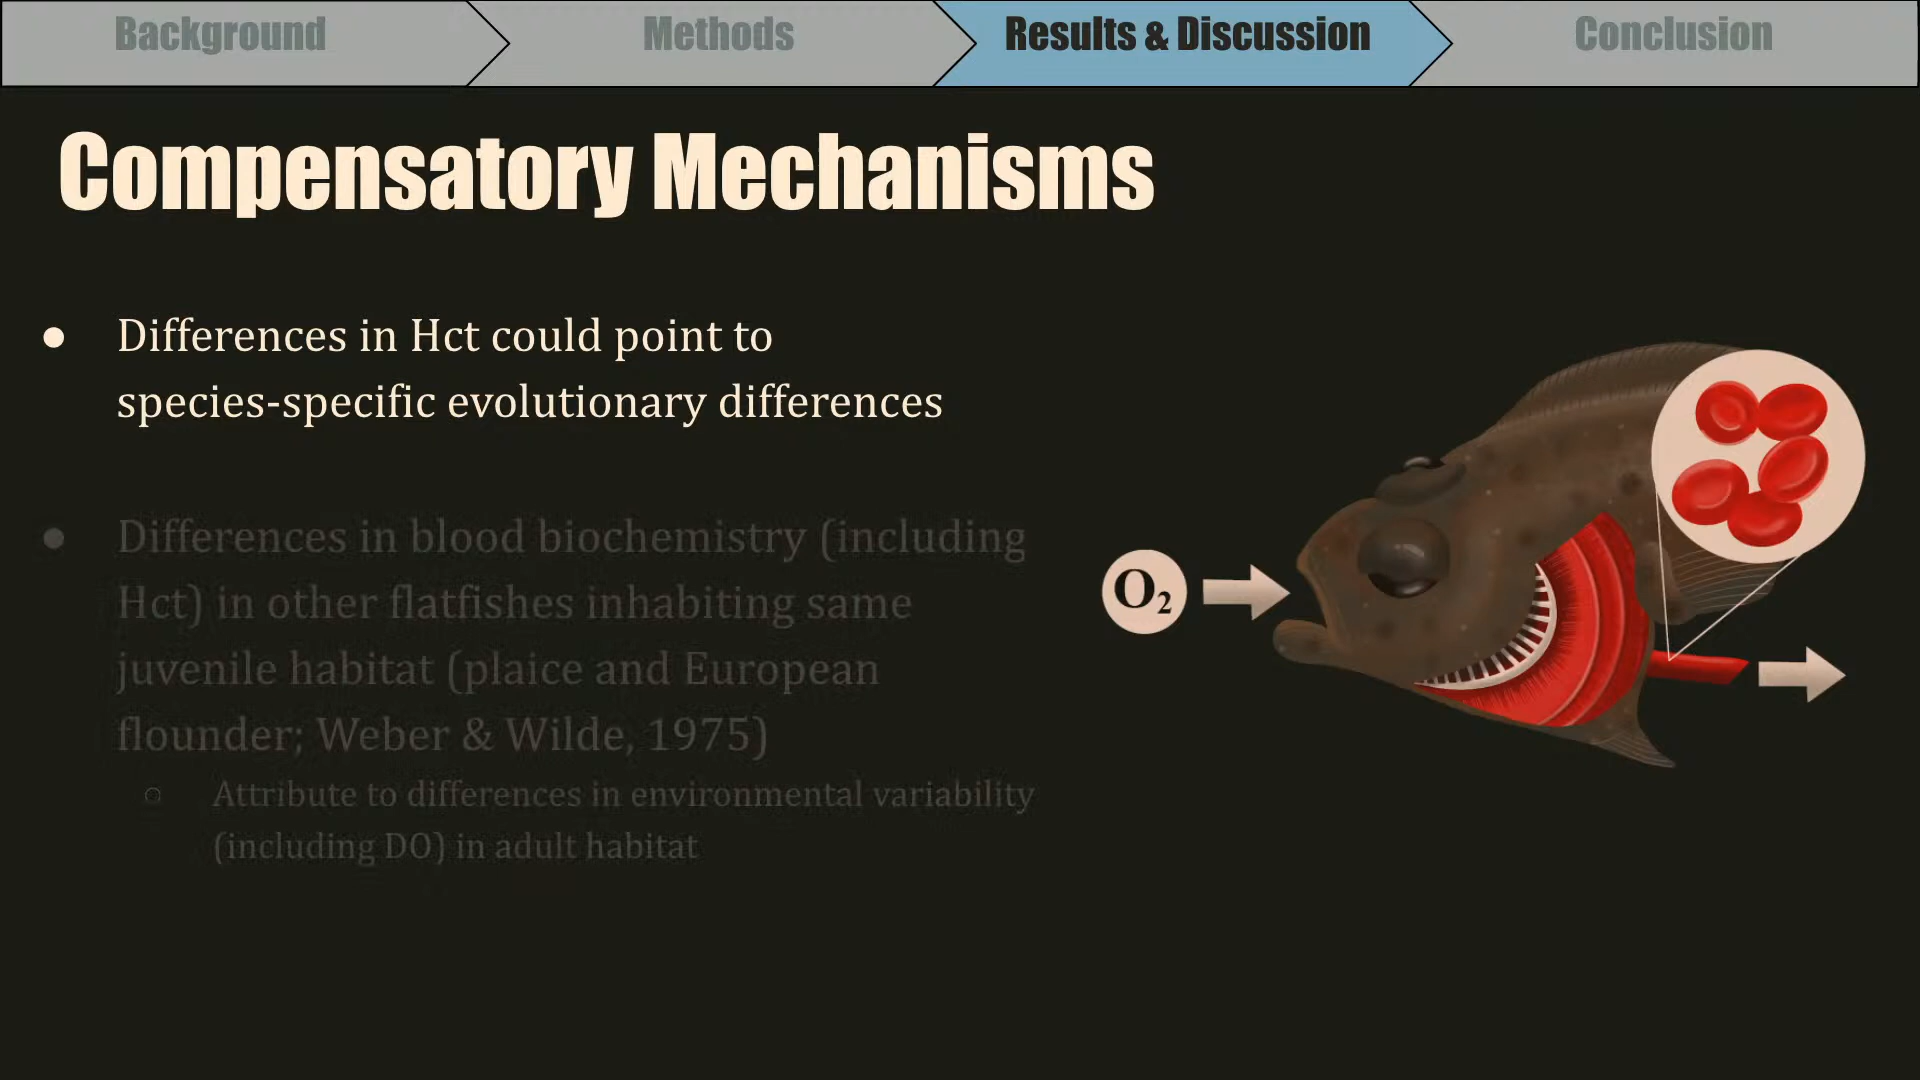 Background
Methods
Results & Discussion
Conclusion
Compensatory Mechanisms
● Differences in Hct could point to
species-specific evolutionary differences
● Differences in blood biochemistry (including
Hct) in other flatfishes inhabiting same
juvenile habitat (plaice and European
flounder; Weber & Wilde, 1975)
○ Attribute to differences in environmental variability
(including DO) in adult habitat
O₂